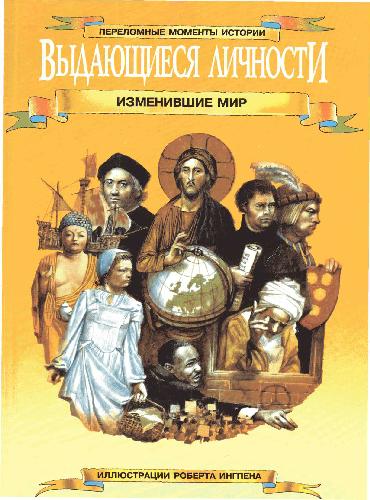 ПЕРЕЛОМНЫЕ МОМЕНТЫ ИСТОРИИ
ВЫДАЮЩИЕСЯ ЛИЧНОСТИ
ИЗМЕНИВШИЕ МИР
ИЛЛЮСТРАЦИИ РОБЕРТА ИНГПЕНА